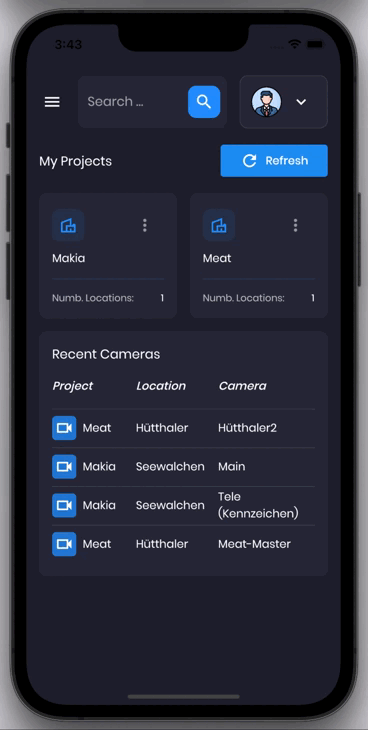 3:43
Search ...
My Projects
Refresh
Makia
Meat
Numb. Locations: 1
Numb. Locations: 1
Recent Cameras
Project Location Camera
Meat Hütthaler Hütthaler2
Makia Seewalchen Main
Makia Seewalchen Tele
(Kennzeichen)
Meat Hütthaler Meat-Master